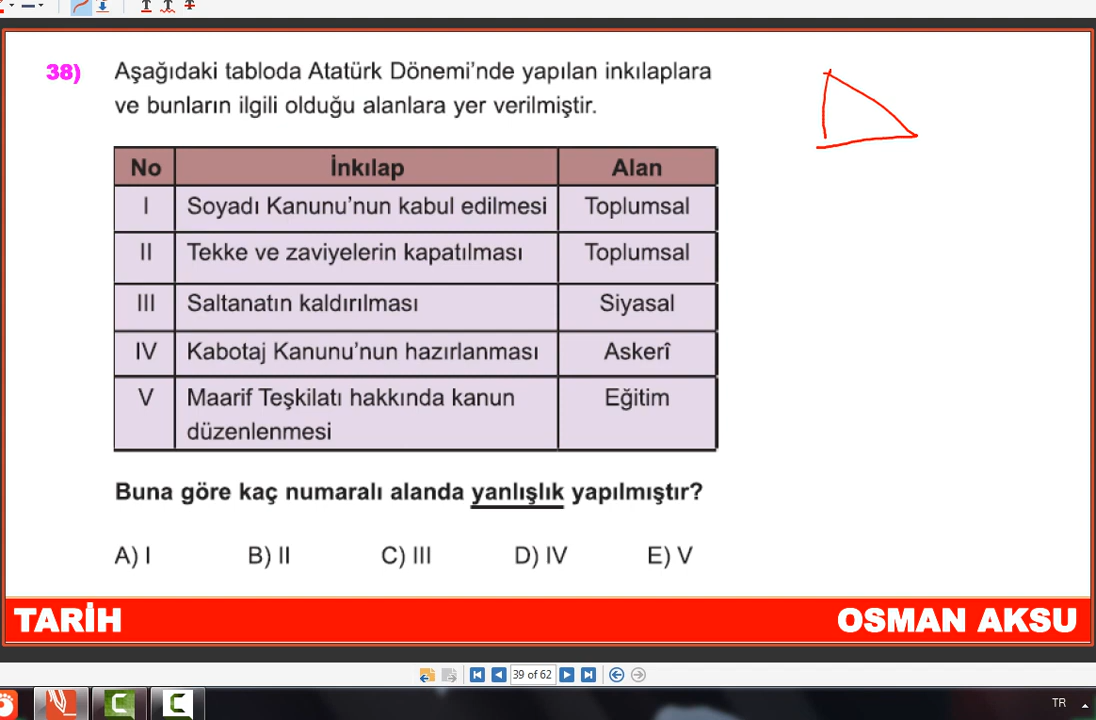 38) Aşağıdaki tabloda Atatürk Dönemi'nde yapılan inkılaplara
ve bunların ilgili olduğu alanlara yer verilmiştir.
No İnkılap Alan
I Soyadı Kanunu'nun kabul edilmesi Toplumsal
II Tekke ve zaviyelerin kapatılması Toplumsal
III Saltanatın kaldırılması Siyasal
IV Kabotaj Kanunu'nun hazırlanması Askerî
V Maarif Teşkilatı hakkında kanun Eğitim
düzenlenmesi
Buna göre kaç numaralı alanda yanlışlık yapılmıştır?
A) I B) II C) III D) IV E) V
TARİH OSMAN AKSU
39 of 62
TR